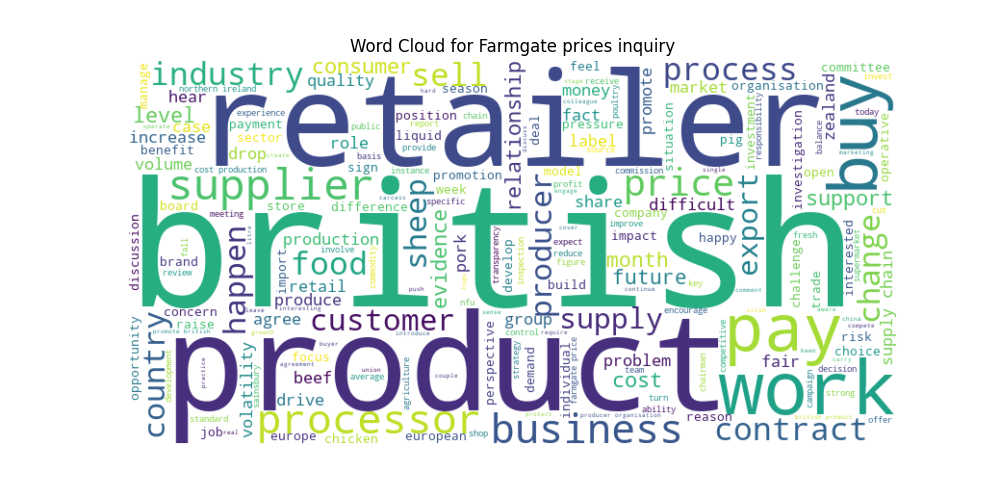 Word Cloud for Farmgate prices inquiry
retailer
british
product
industry
consumer
sell
quality
season
hear
northern ireland
manage
level
case
experience
payment
public
position
liquid
chain
hard
report
increase
sector
role
provide
benefit
drop
create
cost production
basis
volume
sign
instance
promotion
supplier
board
store
difference
week
specific
carcass
meeting
relationship
feel
stage
receive
money
colleague
poultry
fact
deal
pressure
discuss
label
source
model
commission
promote
process
market
organisation
situation
pig
investment
responsibility
single
committee
invest
zealand
today
balance
marketing
operative
operate
investigation
open
buy
support
price
profit
engage
share
company
difficult
cut
improve
cover
producer
sheep
evidence
pork
transparency
develop
inspection
expect
reduce
figure
impact
happy
build
huge
month
future
continue
key
comment
export
challenge
fresh
trade
supermarket
interested
change
supply chain
discussion
brand
fall
review
happen
litre
production
involve
import
food
commodity
retail
produce
push
interesting
leave
nfu
sense
concern
raise
promote british
agree
growth
customer
introduce
buyer
perspective
group
control
require
supply
encourage
pay
aware
china
compete
risk
keen
choice
carry
decision
fair
competitive
opportunity
country
development
practice
volatility
sainsbury
focus
agreement
beef
union
average
team
couple
agriculture
drive
strategy
demand
individual
farmgate price
problem
cost
turn
ability
chairman
reason
work
campaign
strong
british product
offer
standard
job
real
processor
europe
chicken
european
shop
business
protect
producer organisation
contract